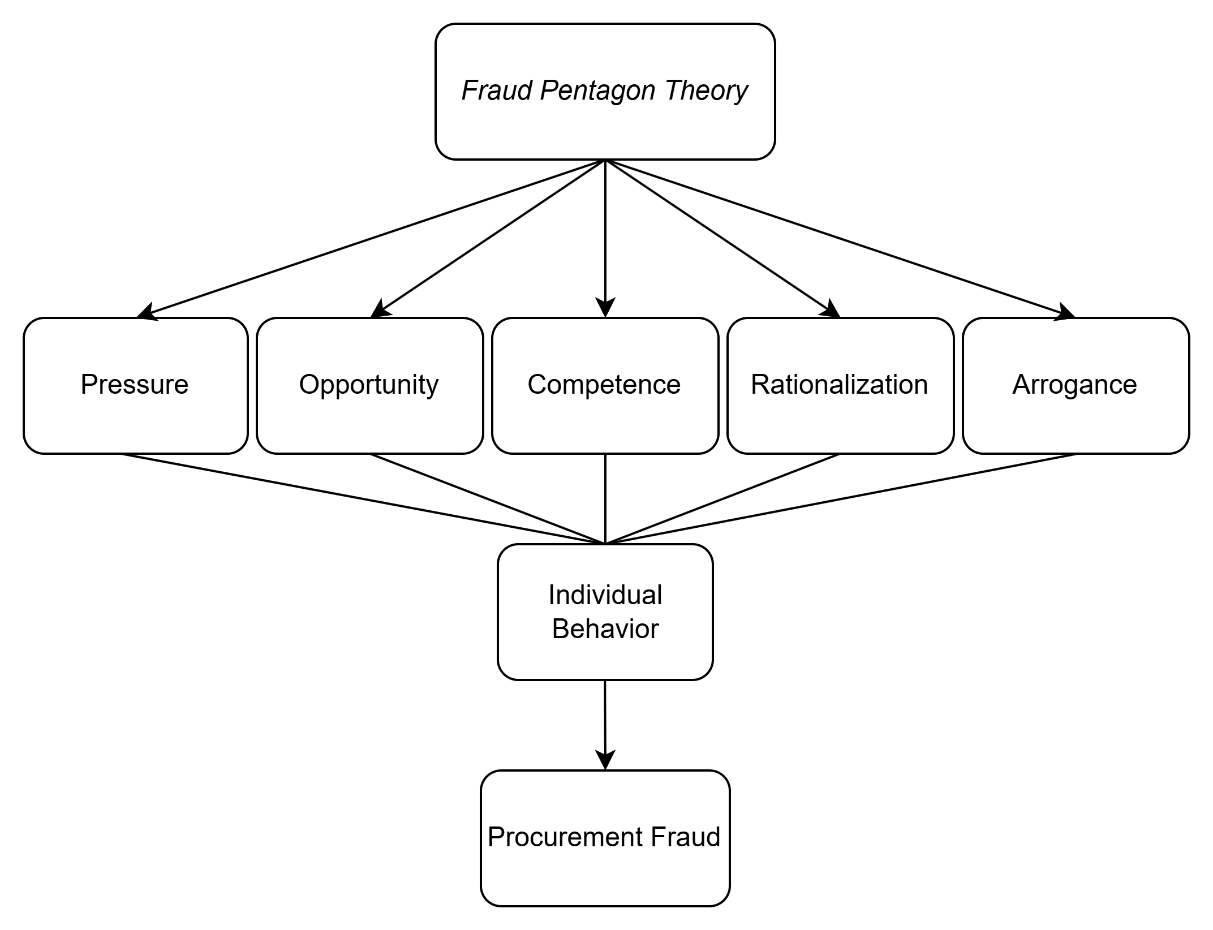 Fraud Pentagon Theory
Pressure
Opportunity
Competence
Rationalization
Arrogance
Individual
Behavior
Procurement Fraud